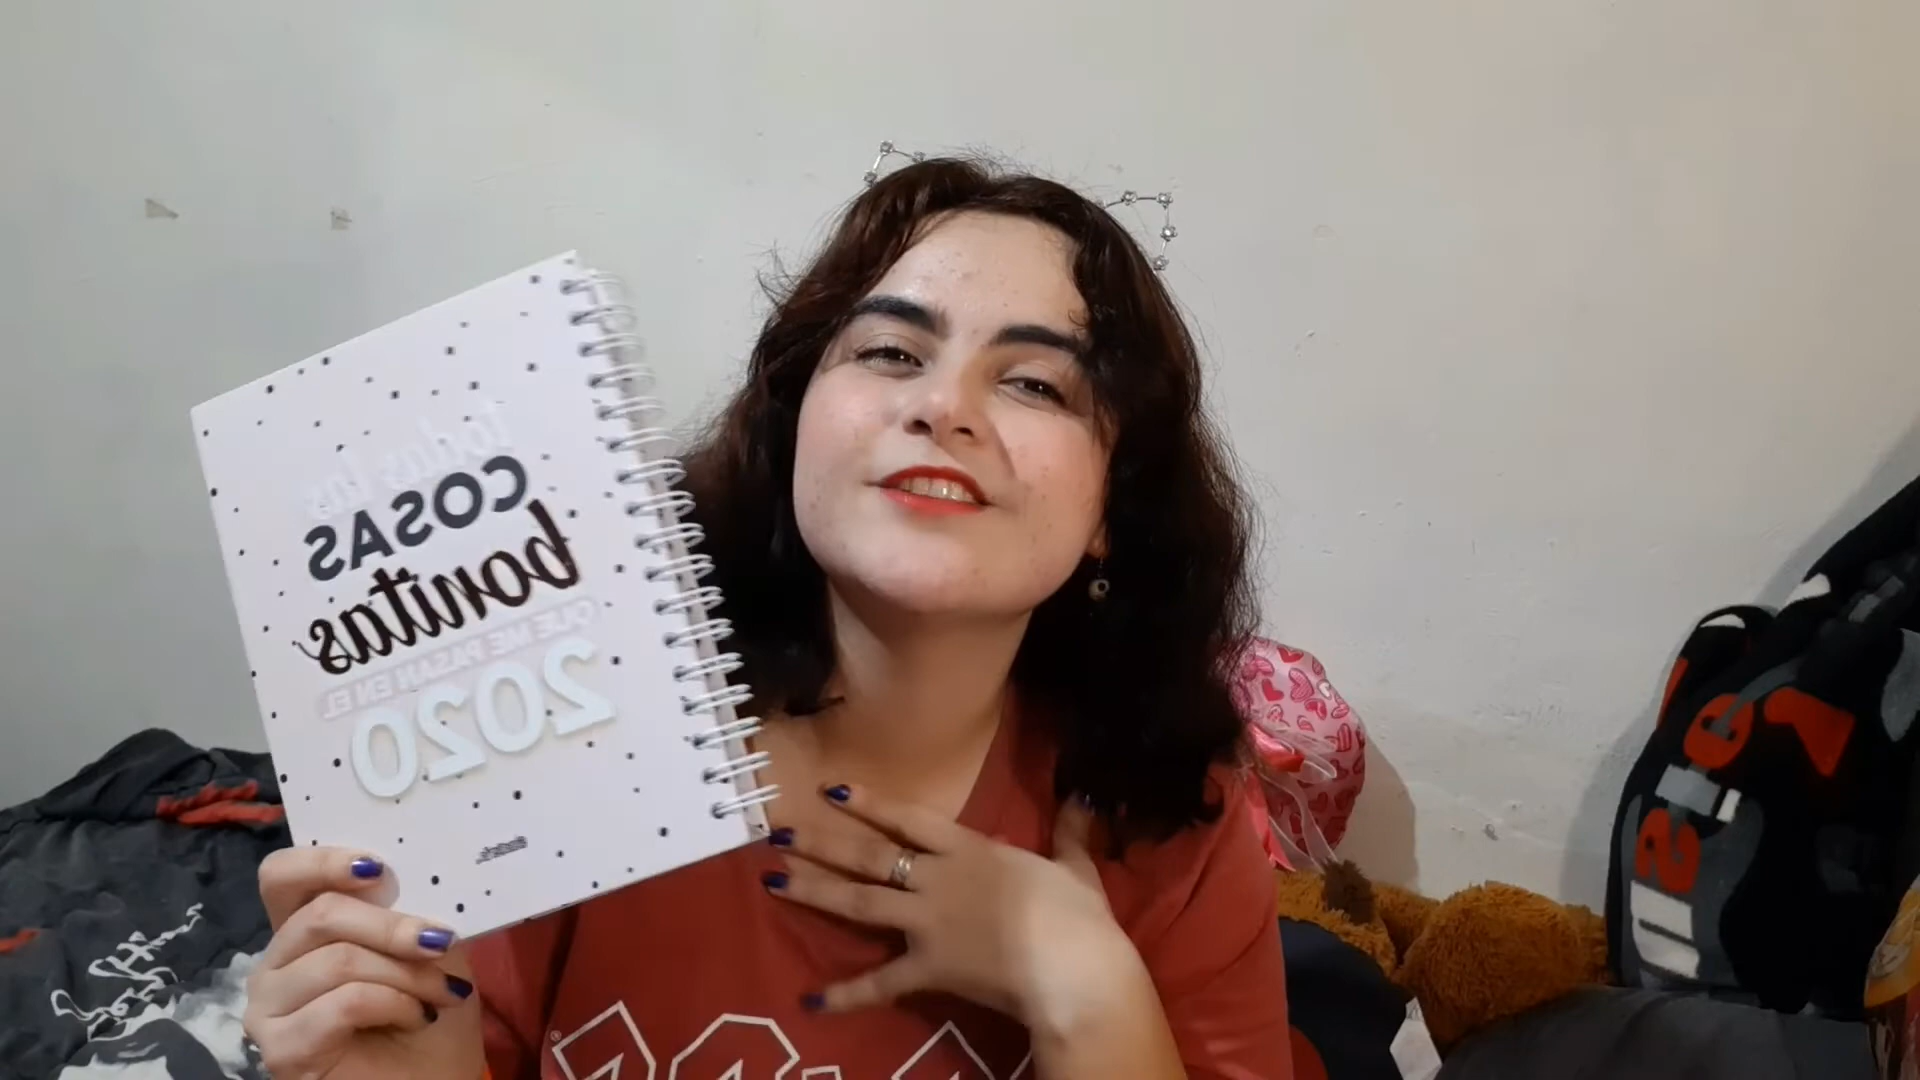 todas las
COSAS
bonitas
QUE ME PASAN EN EL
2020